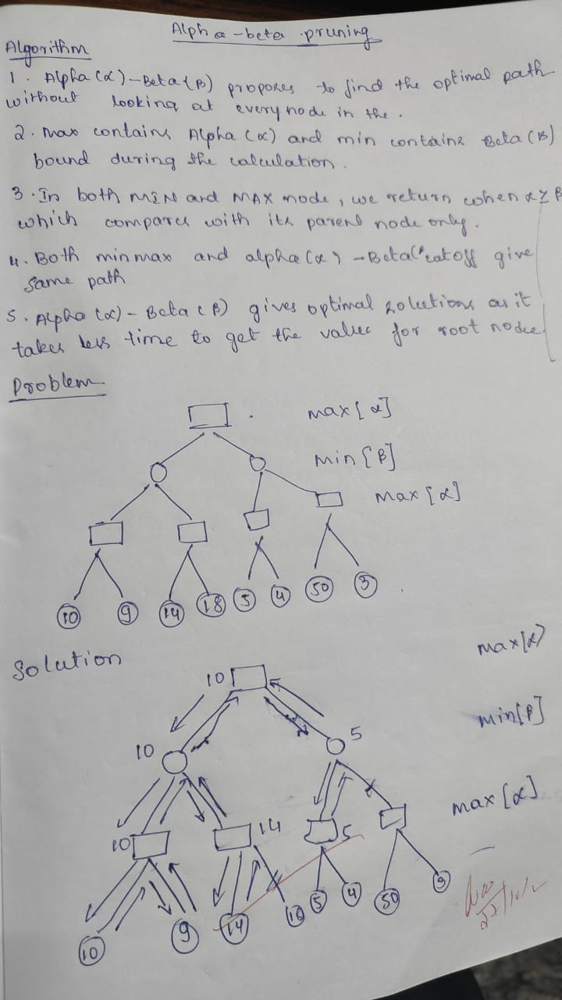 Alpha-beta pruning
Algorithm
1. Alpha (α) - Beta (β) proposes to find the optimal path
without looking at every node in the.
2. Max contains Alpha (α) and min contains Beta (β)
bound during the calculation.
3. In both MIN and MAX node, we return when α ≥ β
which compares with its parent node only.
4. Both minmax and alpha (α) - Beta cutoff give
same path
5. Alpha (α) - Beta (β) gives optimal solutions as it
takes less time to get the value for root node
Problem
max [α]
min [β]
max [α]
10 9 14 18 5 4 50 3
Solution
max [α]
10
min [β]
10 5
max [α]
10 14 5
10 9 14 18 5 4 50 3